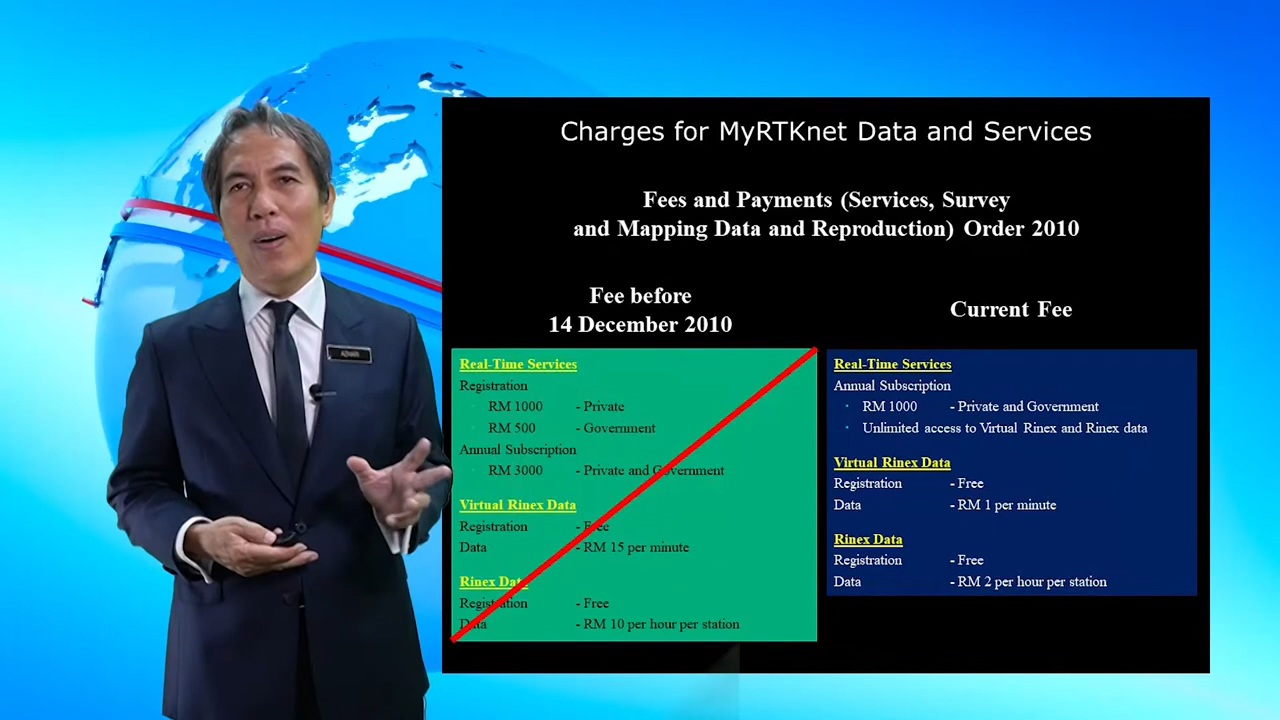 Charges for MyRTKnet Data and Services
Fees and Payments (Services, Survey
and Mapping Data and Reproduction) Order 2010
Fee before
14 December 2010
Real-Time Services
Registration
RM 1000 - Private
RM 500 - Government
Annual Subscription
RM 3000 - Private and Government
Virtual Rinex Data
Registration - Free
Data - RM 15 per minute
Rinex Data
Registration - Free
Data - RM 10 per hour per station
Current Fee
Real-Time Services
Annual Subscription
RM 1000 - Private and Government
Unlimited access to Virtual Rinex and Rinex data
Virtual Rinex Data
Registration - Free
Data - RM 1 per minute
Rinex Data
Registration - Free
Data - RM 2 per hour per station
AZHARI